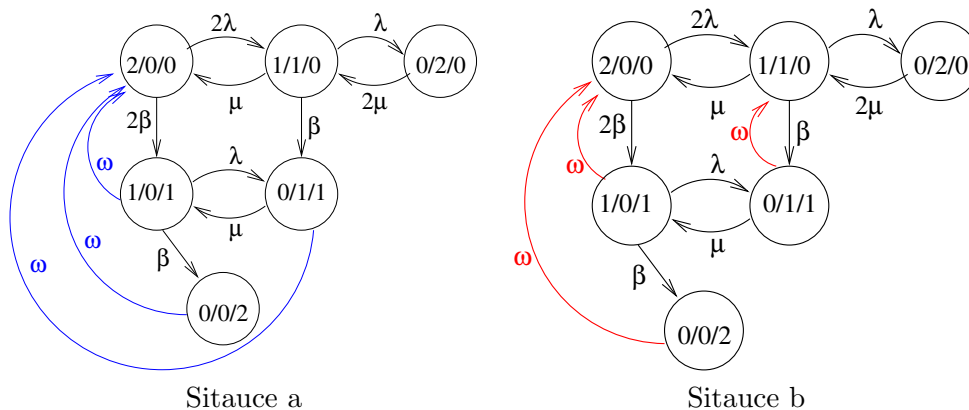 2λ λ 2λ λ
2/0/0 1/1/0 0/2/0 2/0/0 1/1/0 0/2/0
μ 2μ μ 2μ
2β β 2β β
ω λ ω λ ω
1/0/1 0/1/1 1/0/1 0/1/1
μ μ
ω β β
ω ω
0/0/2 0/0/2
Sitauce a Sitauce b